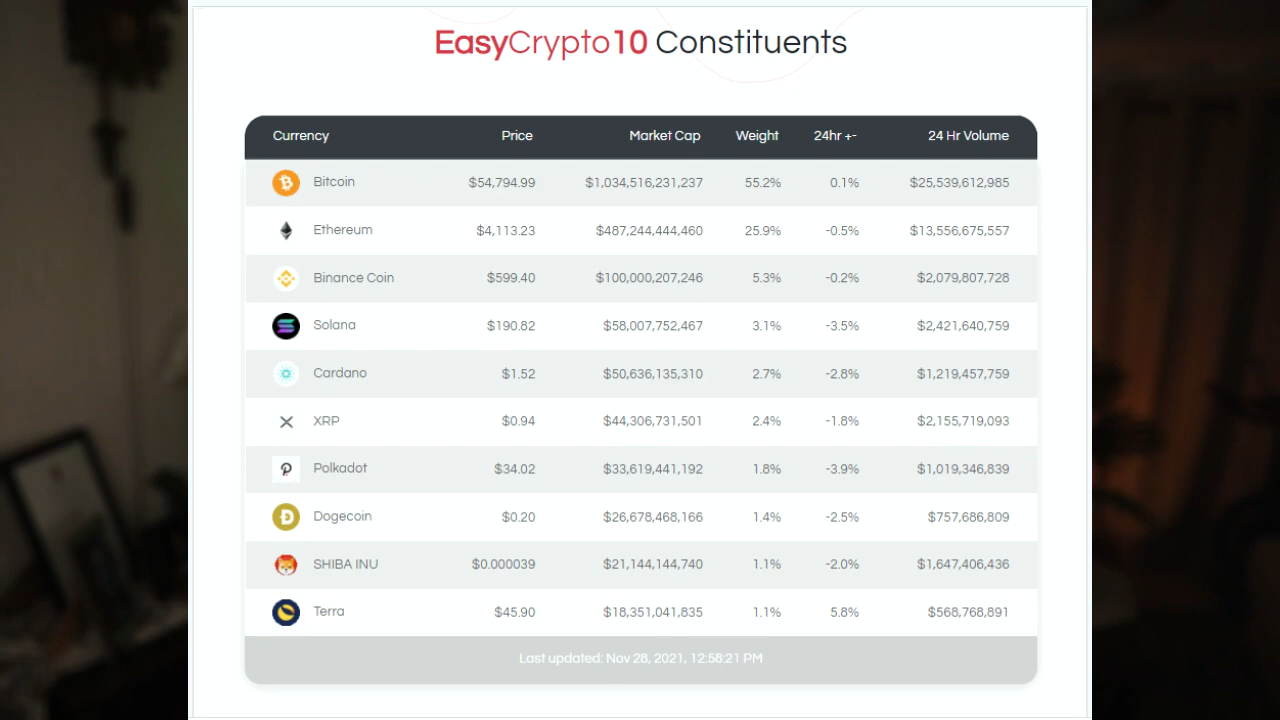 EasyCrypto10 Constituents
Currency Price Market Cap Weight 24hr +- 24 Hr Volume
Bitcoin $54,794.99 $1,034,516,231,237 55.2% 0.1% $25,539,612,985
Ethereum $4,113.23 $487,244,444,460 25.9% -0.5% $13,556,675,557
Binance Coin $599.40 $100,000,207,246 5.3% -0.2% $2,079,807,728
Solana $190.82 $58,007,752,467 3.1% -3.5% $2,421,640,759
Cardano $1.52 $50,636,135,310 2.7% -2.8% $1,219,457,759
XRP $0.94 $44,306,731,501 2.4% -1.8% $2,155,719,093
Polkadot $34.02 $33,619,441,192 1.8% -3.9% $1,019,346,839
Dogecoin $0.20 $26,678,468,166 1.4% -2.5% $757,686,809
SHIBA INU $0.000039 $21,144,144,740 1.1% -2.0% $1,647,406,436
Terra $45.90 $18,351,041,835 1.1% 5.8% $568,768,891
Last updated: Nov 28, 2021, 12:58:21 PM